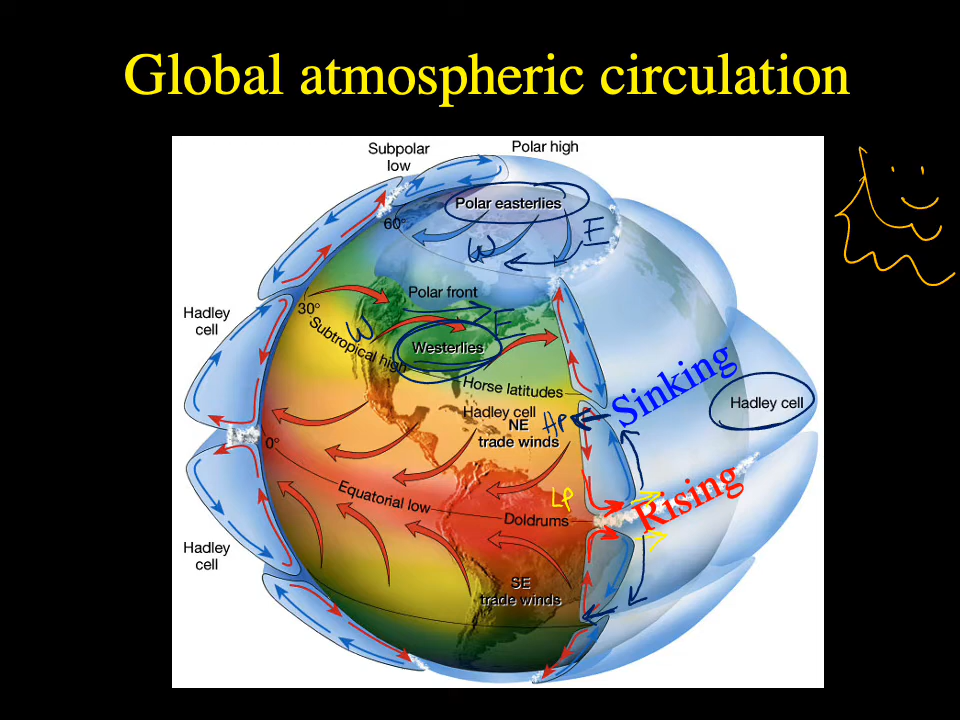 Global atmospheric circulation
Subpolar
low
Polar high
Polar easterlies
60°
E
W
Polar front
30°
Hadley
cell
Subtropical high
W
E
Westerlies
Horse latitudes
Sinking
Hadley cell
Hadley cell
HP
NE
trade winds
0°
Equatorial low
LP
Doldrums
Rising
Hadley
cell
SE
trade winds